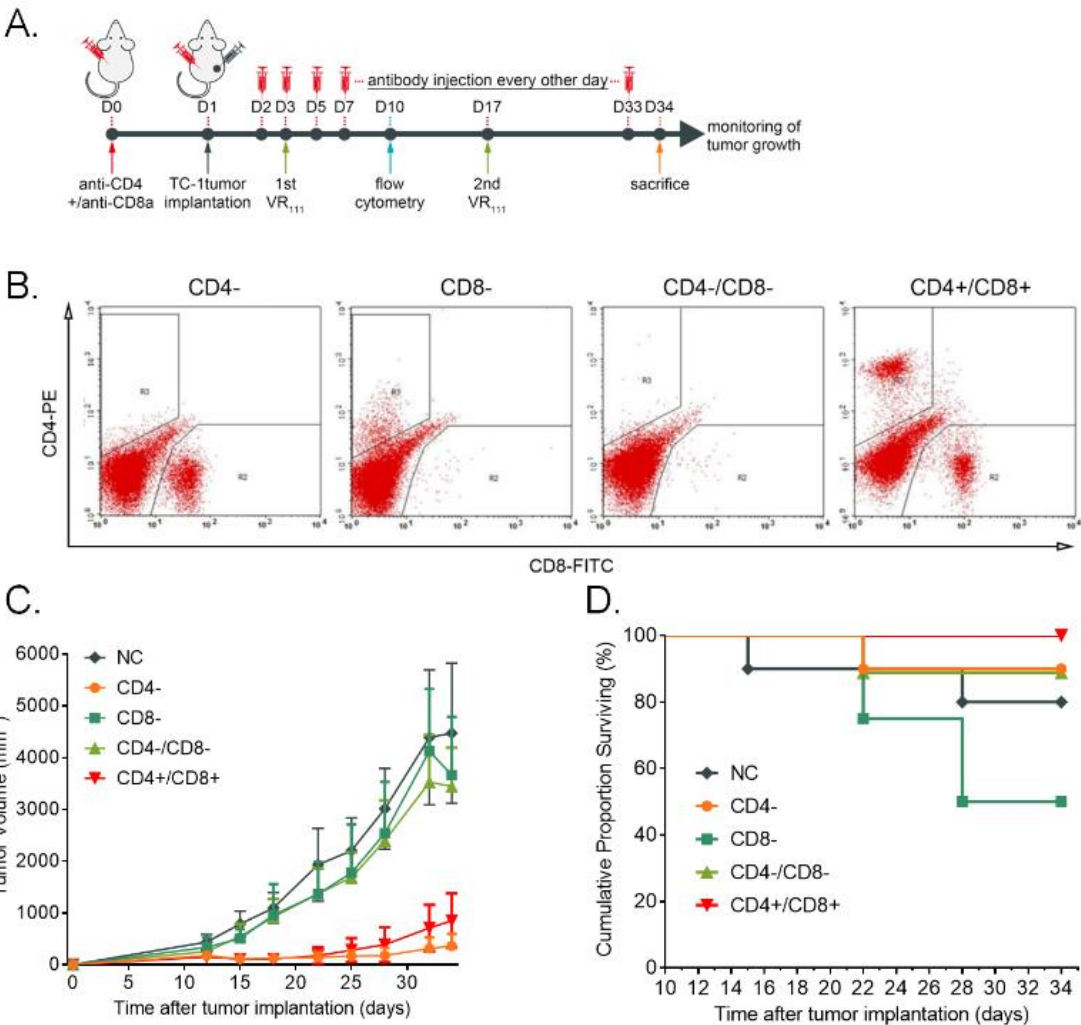 A.
antibody injection every other day
D0 D1 D2 D3 D5 D7 D10 D17 D33 D34
monitoring of
tumor growth
anti-CD4
+/anti-CD8a
TC-1tumor
implantation
1st
VR111
flow
cytometry
2nd
VR111
sacrifice
B.
CD4- CD8- CD4-/CD8- CD4+/CD8+
CD4-PE
R3 R2
R3 R2
R3 R2
R2
CD8-FITC
C.
6000
5000
4000
3000
2000
1000
0
0 5 10 15 20 25 30
NC
CD4-
CD8-
CD4-/CD8-
CD4+/CD8+
Time after tumor implantation (days)
D.
Cumulative Proportion Surviving (%)
100
80
60
40
20
0
10 12 14 16 18 20 22 24 26 28 30 32 34
NC
CD4-
CD8-
CD4-/CD8-
CD4+/CD8+
Time after tumor implantation (days)